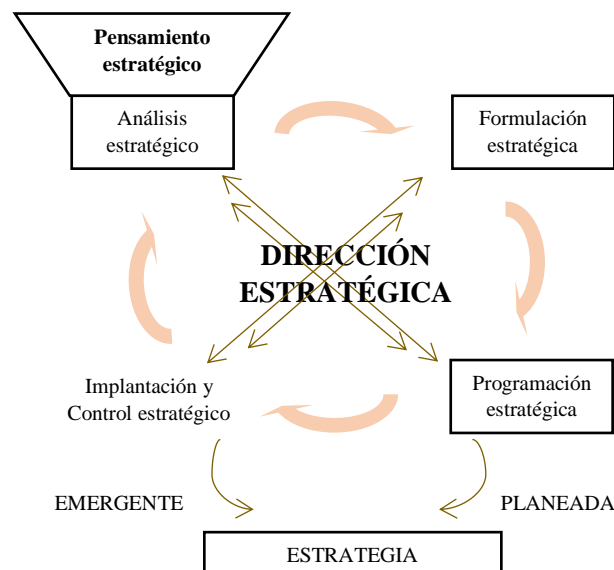 Pensamiento
estratégico
Análisis
estratégico
Formulación
estratégica
DIRECCIÓN
ESTRATÉGICA
Implantación y
Control estratégico
Programación
estratégica
EMERGENTE
PLANEADA
ESTRATEGIA